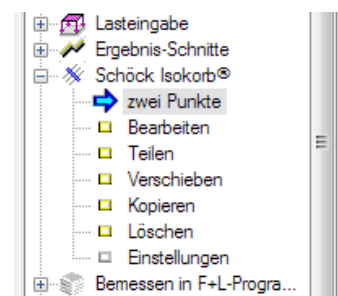 Lasteingabe
Ergebnis-Schnitte
Schöck Isokorb®
zwei Punkte
Bearbeiten
Teilen
Verschieben
Kopieren
Löschen
Einstellungen
Bemessen in F+L-Progra...